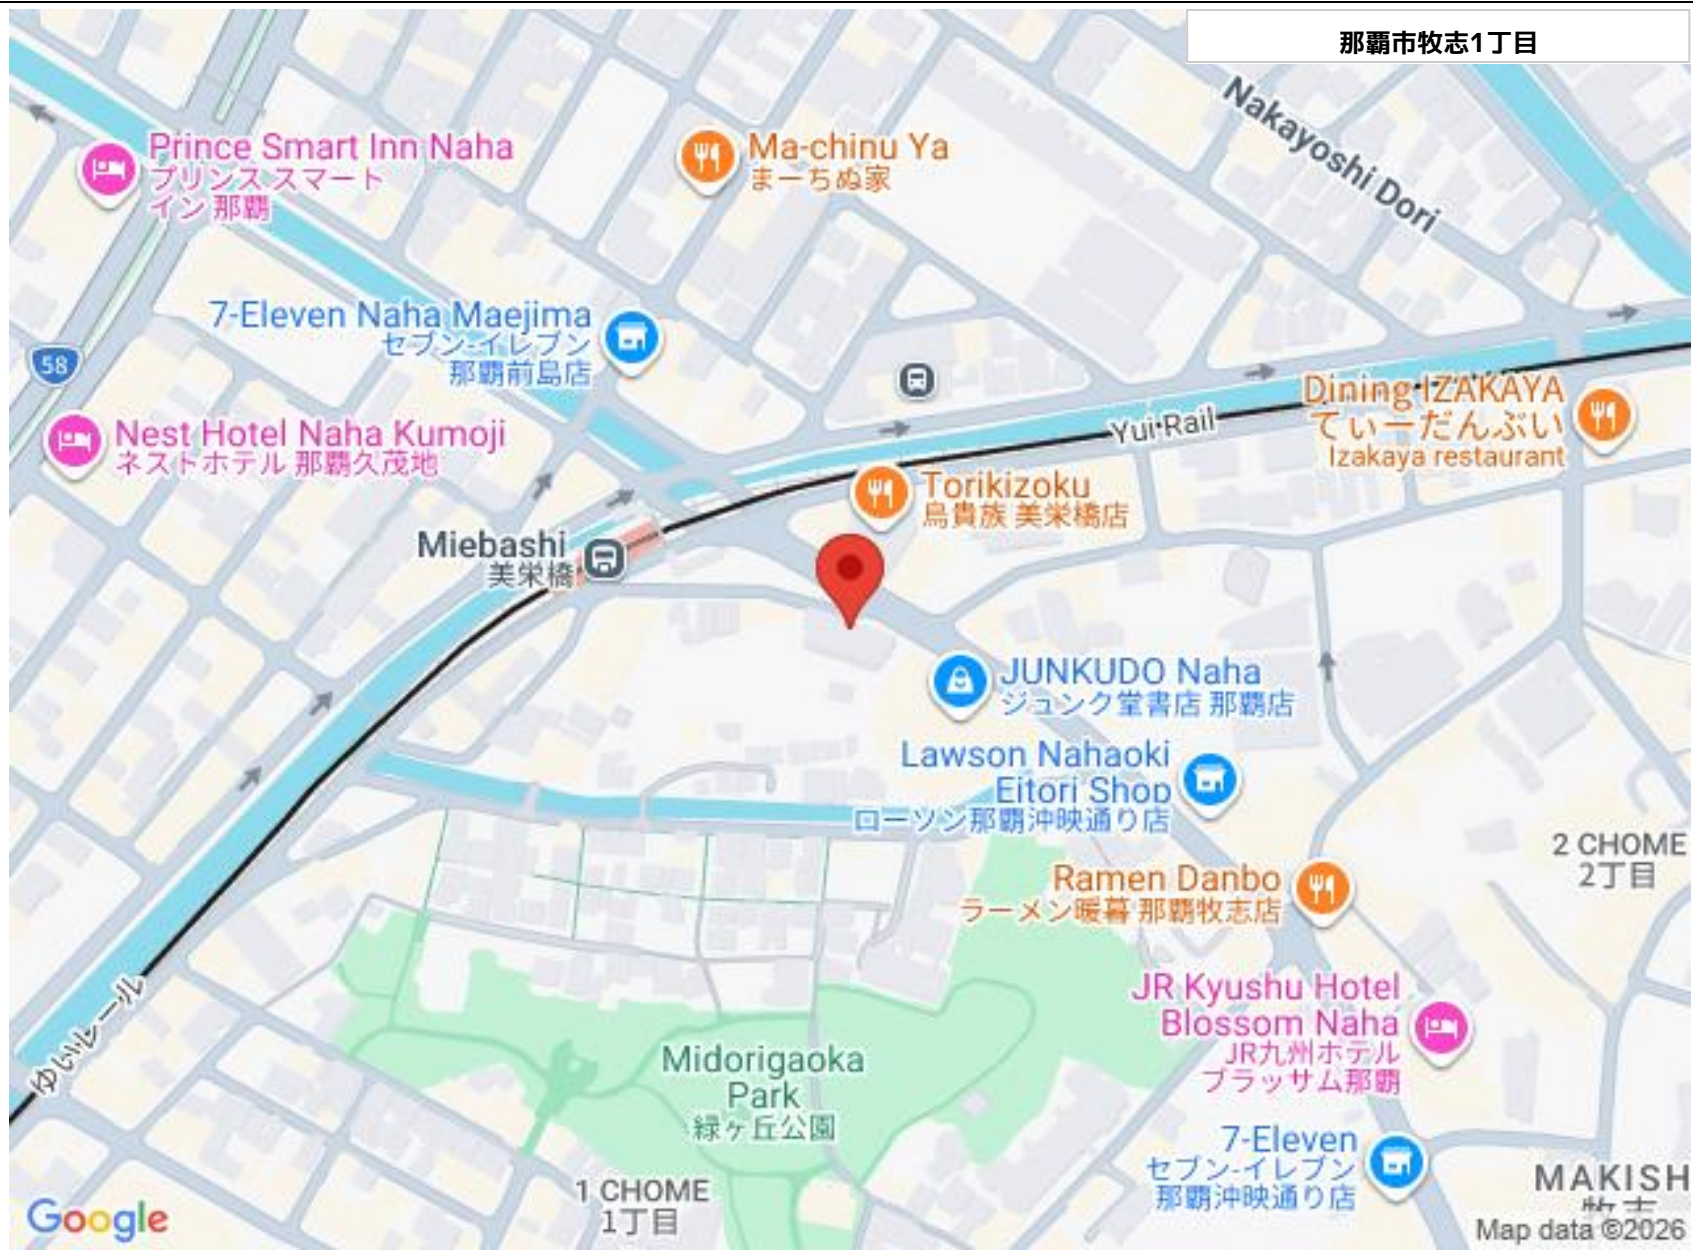 那覇市牧志1丁目
Nakayoshi Dori
Prince Smart Inn Naha
プリンス スマート
イン 那覇
Ma-chinu Ya
まーちぬ家
7-Eleven Naha Maejima
セブン-イレブン
那覇前島店
58
Nest Hotel Naha Kumoji
ネストホテル 那覇久茂地
Yui Rail
Dining IZAKAYA
てぃーだんぶい
Izakaya restaurant
Torikizoku
鳥貴族 美栄橋店
Miebashi
美栄橋
JUNKUDO Naha
ジュンク堂書店 那覇店
Lawson Nahaoki
Eitori Shop
ローソン那覇沖映通り店
2 CHOME
2丁目
Ramen Danbo
ラーメン暖暮 那覇牧志店
JR Kyushu Hotel
Blossom Naha
JR九州ホテル
ブラッサム那覇
ゆいレール
Midorigaoka
Park
緑ヶ丘公園
7-Eleven
セブン-イレブン
那覇沖映通り店
1 CHOME
1丁目
MAKISH
牧志
Google
Map data ©2026